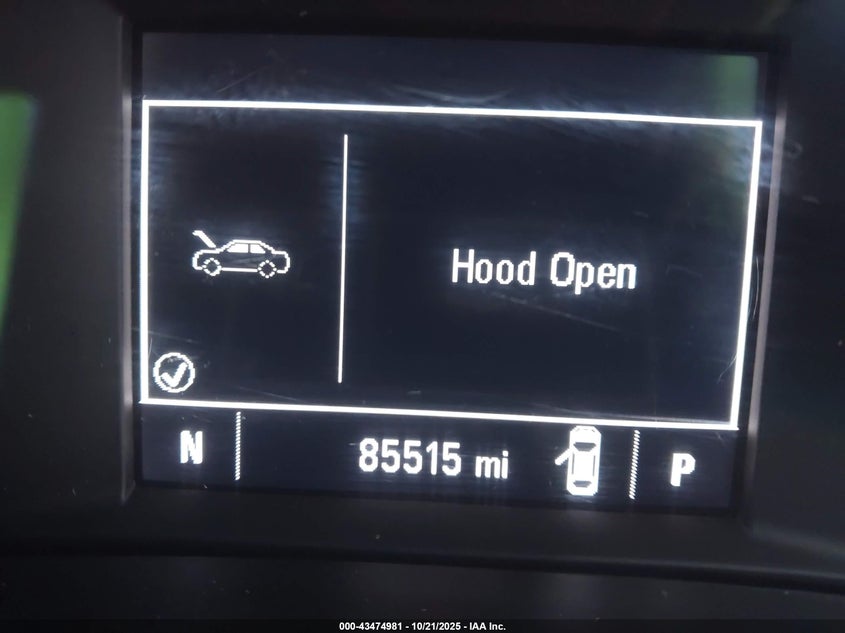 Hood Open
N
85515 mi
P
000-43474981 - 10/21/2025 - IAA Inc.